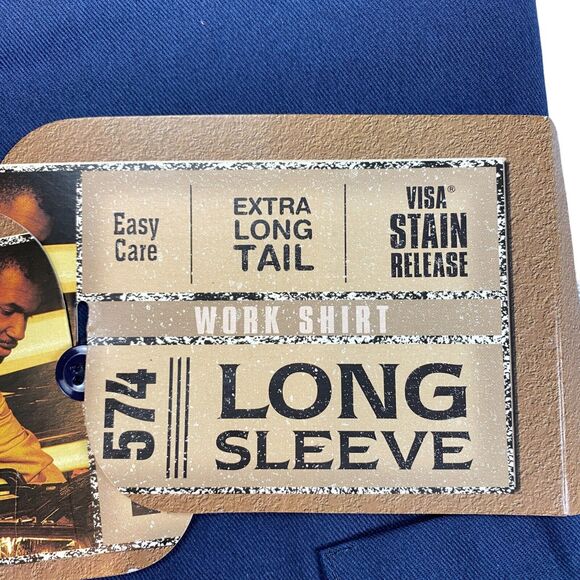 Easy
Care
EXTRA
LONG
TAIL
VISA®
STAIN
RELEASE
WORK SHIRT
574
LONG
SLEEVE